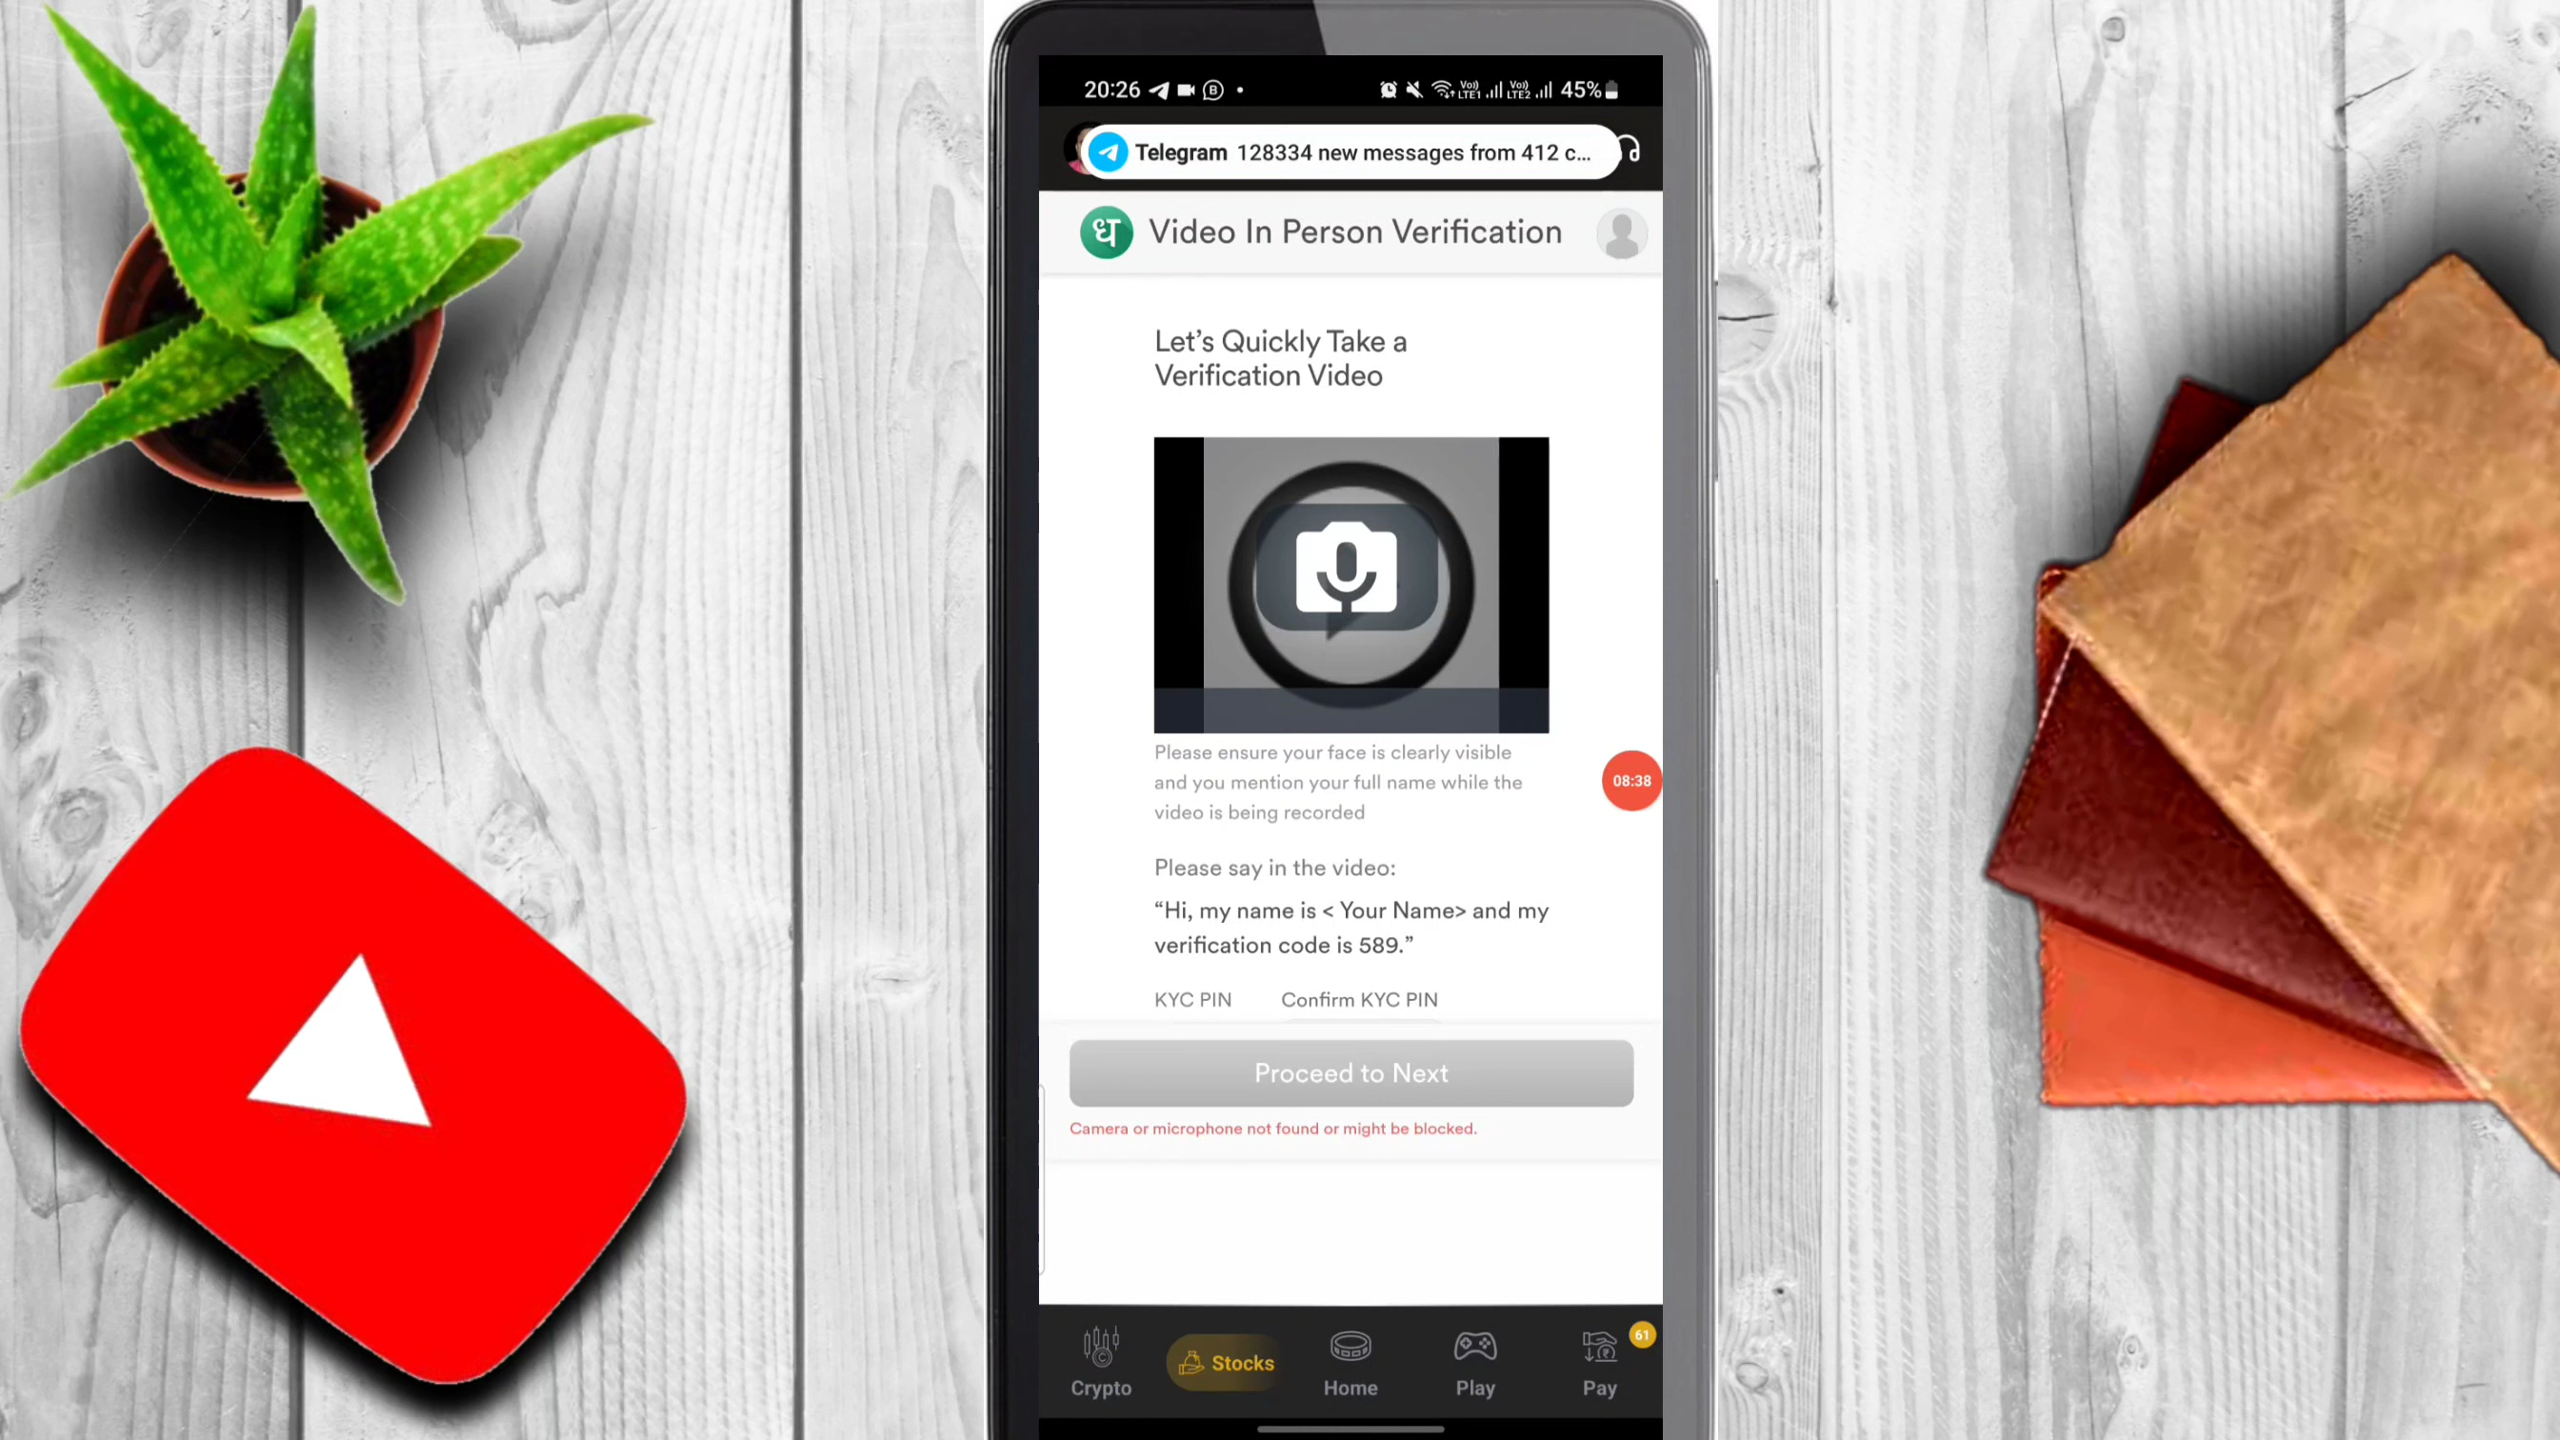 20:26
Vo) LTE1 Vo) LTE2 45%
Telegram 128334 new messages from 412 c...
ध Video In Person Verification
Let’s Quickly Take a
Verification Video
Please ensure your face is clearly visible
and you mention your full name while the
video is being recorded
08:38
Please say in the video:
“Hi, my name is < Your Name> and my
verification code is 589.”
KYC PIN Confirm KYC PIN
Proceed to Next
Camera or microphone not found or might be blocked.
61
Crypto Stocks Home Play Pay